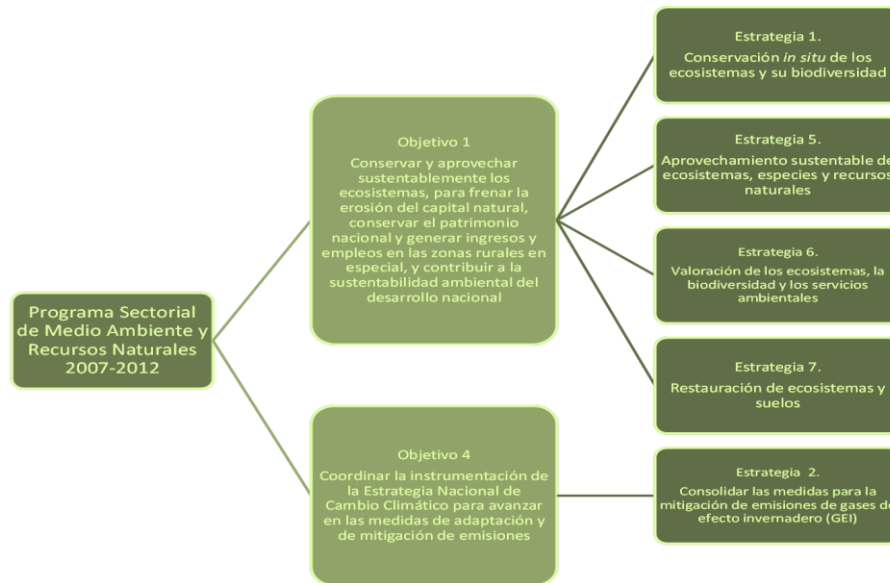 Programa Sectorial
de Medio Ambiente y
Recursos Naturales
2007-2012
Objetivo 1
Conservar y aprovechar
sustentablemente los
ecosistemas, para frenar la
erosión del capital natural,
conservar el patrimonio
nacional y generar ingresos y
empleos en las zonas rurales en
especial, y contribuir a la
sustentabilidad ambiental del
desarrollo nacional
Estrategia 1.
Conservación in situ de los
ecosistemas y su biodiversidad
Estrategia 5.
Aprovechamiento sustentable de
ecosistemas, especies y recursos
naturales
Estrategia 6.
Valoración de los ecosistemas, la
biodiversidad y los servicios
ambientales
Estrategia 7.
Restauración de ecosistemas y
suelos
Objetivo 4
Coordinar la instrumentación de
la Estrategia Nacional de
Cambio Climático para avanzar
en las medidas de adaptación y
de mitigación de emisiones
Estrategia 2.
Consolidar las medidas para la
mitigación de emisiones de gases de
efecto invernadero (GEI)